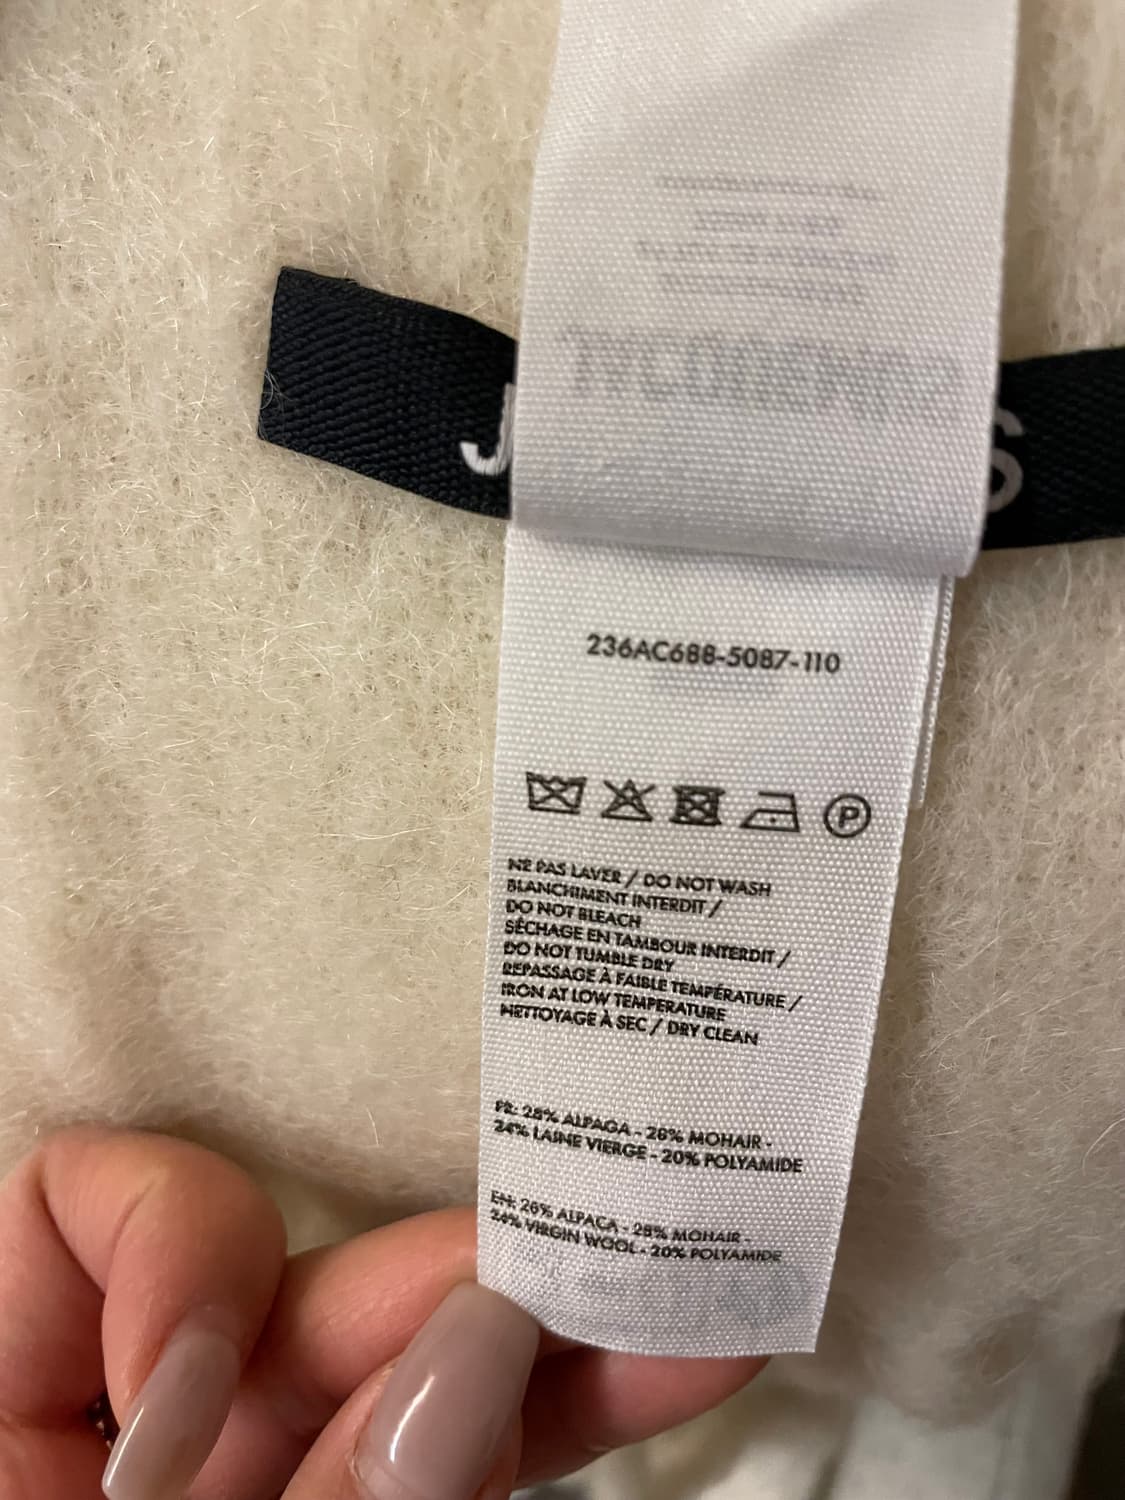 J
S
236AC688-5087-110
P
NE PAS LAVER / DO NOT WASH
BLANCHIMENT INTERDIT /
DO NOT BLEACH
SÉCHAGE EN TAMBOUR INTERDIT /
DO NOT TUMBLE DRY
REPASSAGE À FAIBLE TEMPÉRATURE /
IRON AT LOW TEMPERATURE
NETTOYAGE À SEC / DRY CLEAN
FR: 28% ALPAGA - 28% MOHAIR -
24% LAINE VIERGE - 20% POLYAMIDE
EN: 28% ALPACA - 28% MOHAIR -
24% VIRGIN WOOL - 20% POLYAMIDE